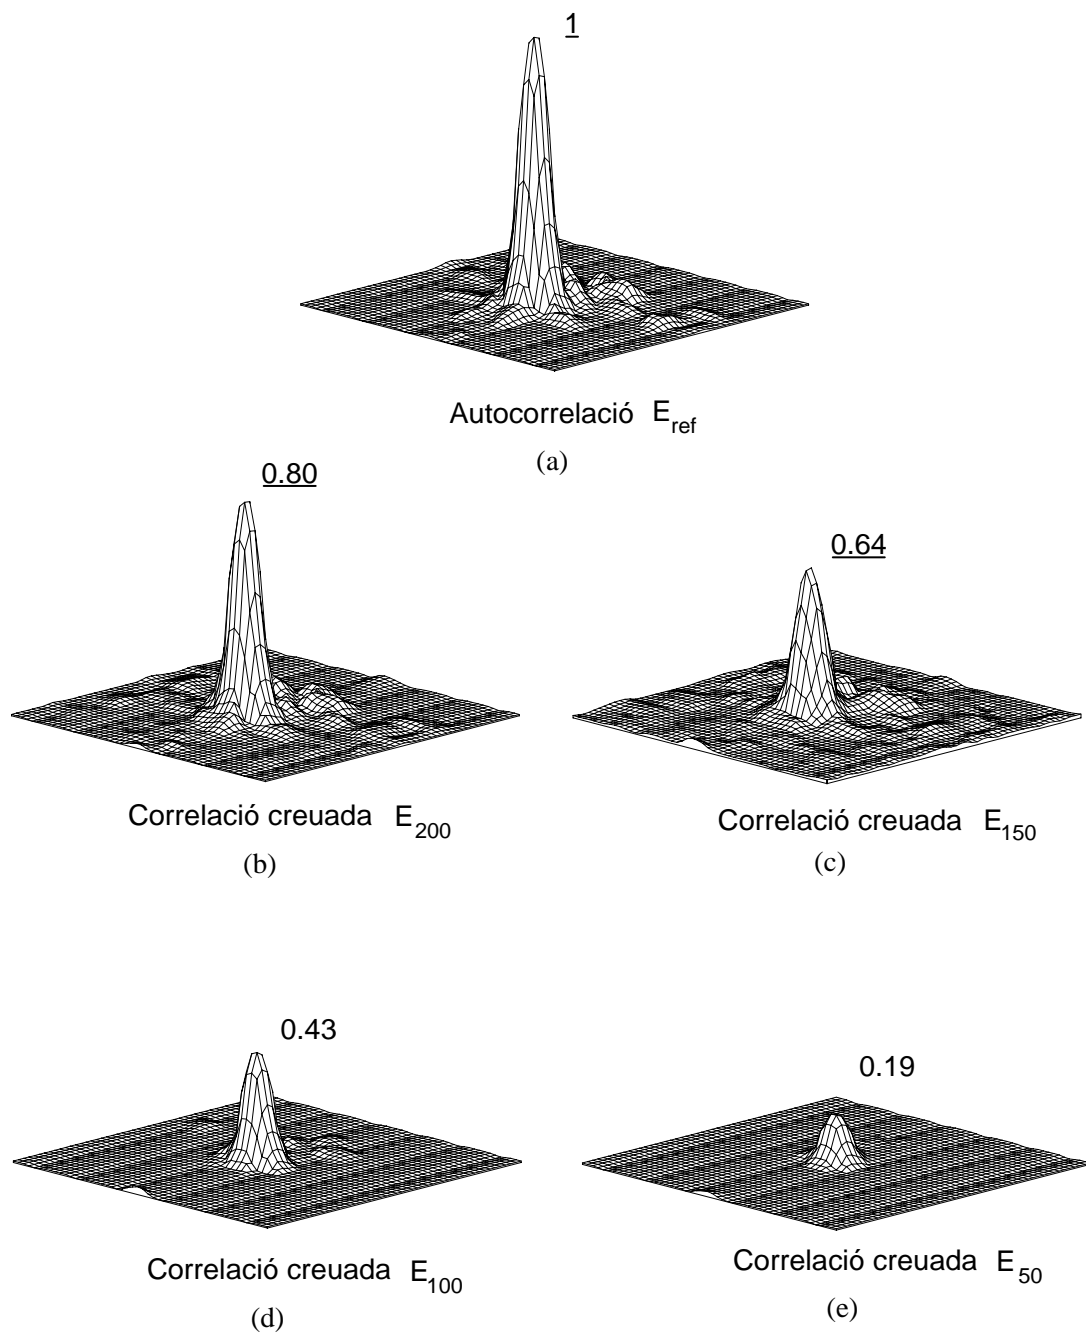 1
Autocorrelació E_ref
(a)
0.80
0.64
Correlació creuada E_200
Correlació creuada E_150
(b)
(c)
0.43
0.19
Correlació creuada E_100
Correlació creuada E_50
(d)
(e)